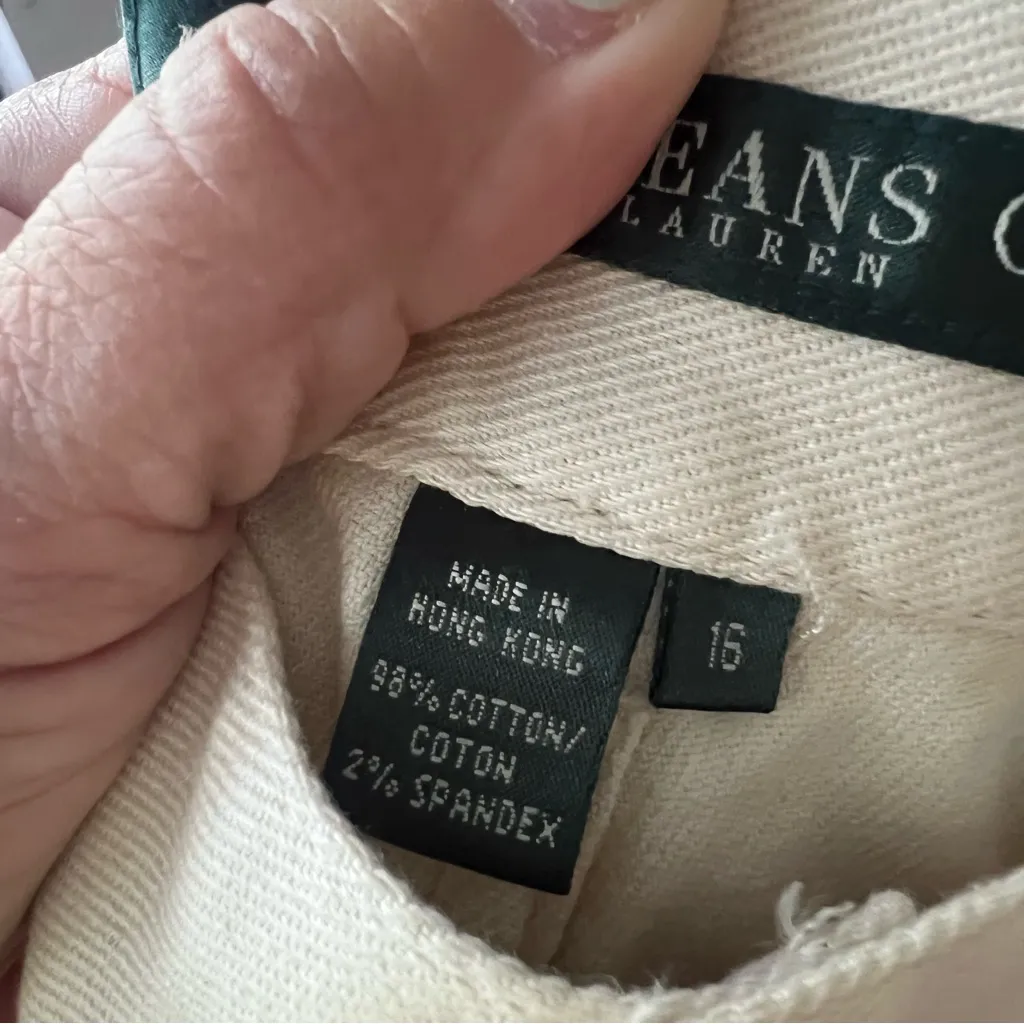 EANS
LAUREN
MADE IN
HONG KONG
98% COTTON/
COTON
2% SPANDEX
16